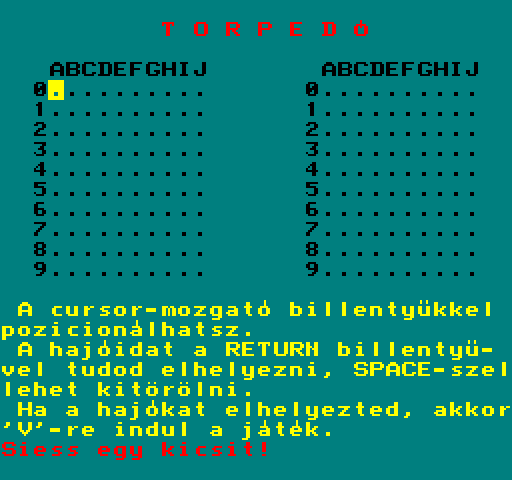 T O R P E D Ó
ABCDEFGHIJ ABCDEFGHIJ
0.......... 0..........
1.......... 1..........
2.......... 2..........
3.......... 3..........
4.......... 4..........
5.......... 5..........
6.......... 6..........
7.......... 7..........
8.......... 8..........
9.......... 9..........
A cursor-mozgató billentyükkel
pozicionálhatsz.
A hajóidat a RETURN billentyü-
vel tudod elhelyezni, SPACE-szel
lehet kitörölni.
Ha a hajókat elhelyezted, akkor
'V'-re indul a játék.
Siess egy kicsit!